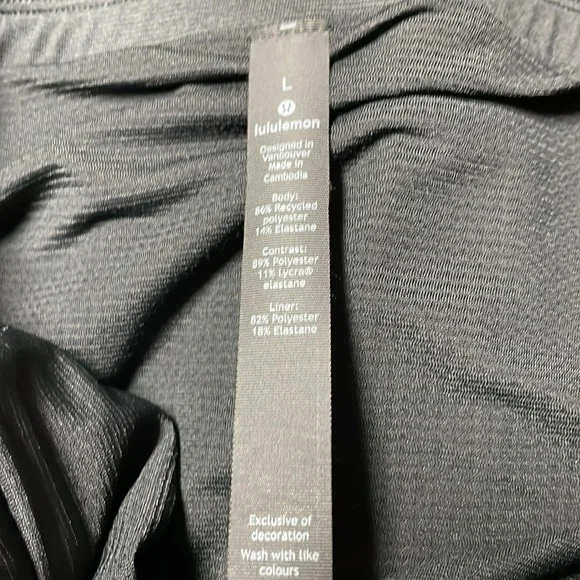 L
lululemon
Designed in
Vancouver
Made in
Cambodia
Body:
86% Recycled
polyester
14% Elastane
Contrast:
89% Polyester
11% Lycra®
elastane
Liner:
82% Polyester
18% Elastane
Exclusive of
decoration
Wash with like
colours